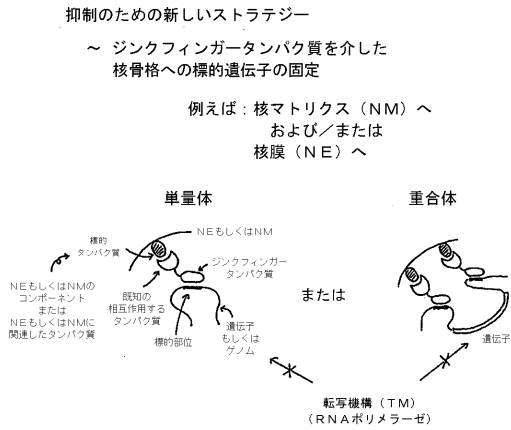 抑制のための新しいストラテジー
～ ジンクフィンガータンパク質を介した
核骨格への標的遺伝子の固定
例えば：核マトリクス（NM）へ
および／または
核膜（NE）へ
単量体
重合体
NEもしくはNM
標的
タンパク質
ジンクフィンガー
タンパク質
NEもしくはNMの
コンポーネント
または
NEもしくはNMに
関連したタンパク質
既知の
相互作用する
タンパク質
標的部位
遺伝子
もしくは
ゲノム
または
遺伝子
転写機構（TM）
（RNAポリメラーゼ）